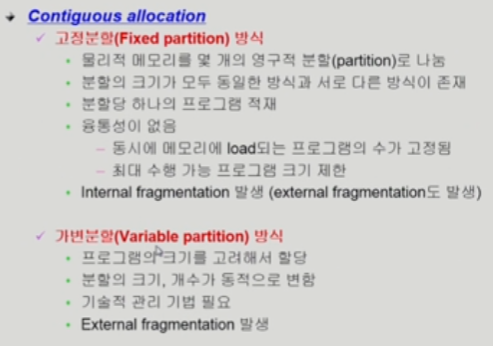 Contiguous allocation
고정분할(Fixed partition) 방식
물리적 메모리를 몇 개의 영구적 분할(partition)로 나눔
분할의 크기가 모두 동일한 방식과 서로 다른 방식이 존재
분할당 하나의 프로그램 적재
융통성이 없음
동시에 메모리에 load되는 프로그램의 수가 고정됨
최대 수행 가능 프로그램 크기 제한
Internal fragmentation 발생 (external fragmentation도 발생)
가변분할(Variable partition) 방식
프로그램의 크기를 고려해서 할당
분할의 크기, 개수가 동적으로 변함
기술적 관리 기법 필요
External fragmentation 발생